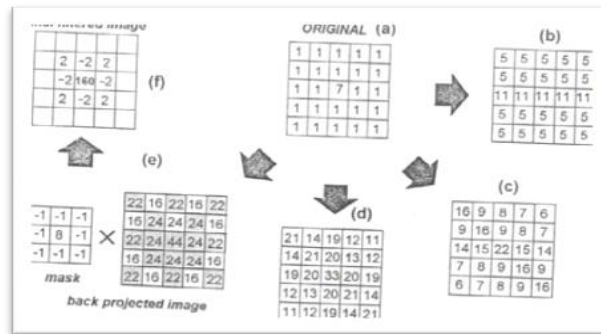 filtered image
2 -2 2
-2 160 -2
2 -2 2
(f)
ORIGINAL (a)
1 1 1 1 1
1 1 1 1 1
1 1 7 1 1
1 1 1 1 1
1 1 1 1 1
(b)
5 5 5 5 5
5 5 5 5 5
11 11 11 11 11
5 5 5 5 5
5 5 5 5 5
(e)
-1 -1 -1
-1 8 -1
-1 -1 -1
mask
×
22 16 22 16 22
16 24 24 24 16
22 24 44 24 22
16 24 24 24 16
22 16 22 16 22
back projected image
(d)
21 14 19 12 11
14 21 20 13 12
19 20 33 20 19
12 13 20 21 14
11 12 19 14 21
(c)
16 9 8 7 6
9 16 9 8 7
14 15 22 15 14
7 8 9 16 9
6 7 8 9 16